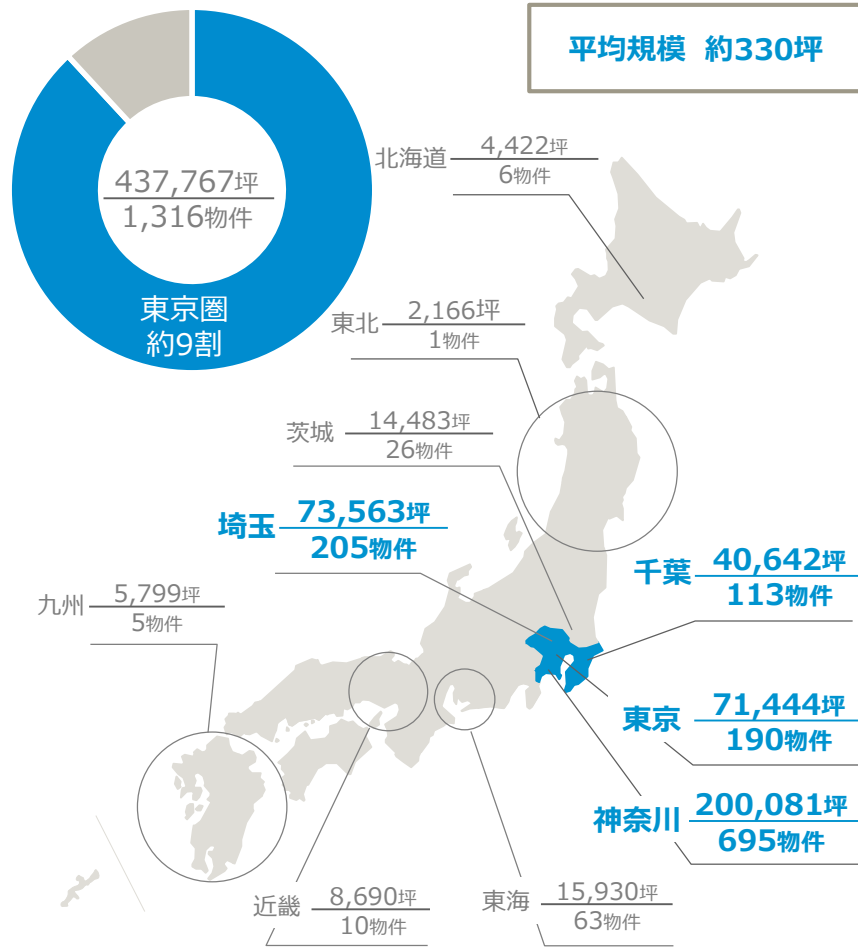 平均規模 約330坪
437,767坪
1,316物件
東京圏
約9割
北海道 4,422坪
6物件
東北 2,166坪
1物件
茨城 14,483坪
26物件
埼玉 73,563坪
205物件
千葉 40,642坪
113物件
九州 5,799坪
5物件
東京 71,444坪
190物件
神奈川 200,081坪
695物件
近畿 8,690坪
10物件
東海 15,930坪
63物件